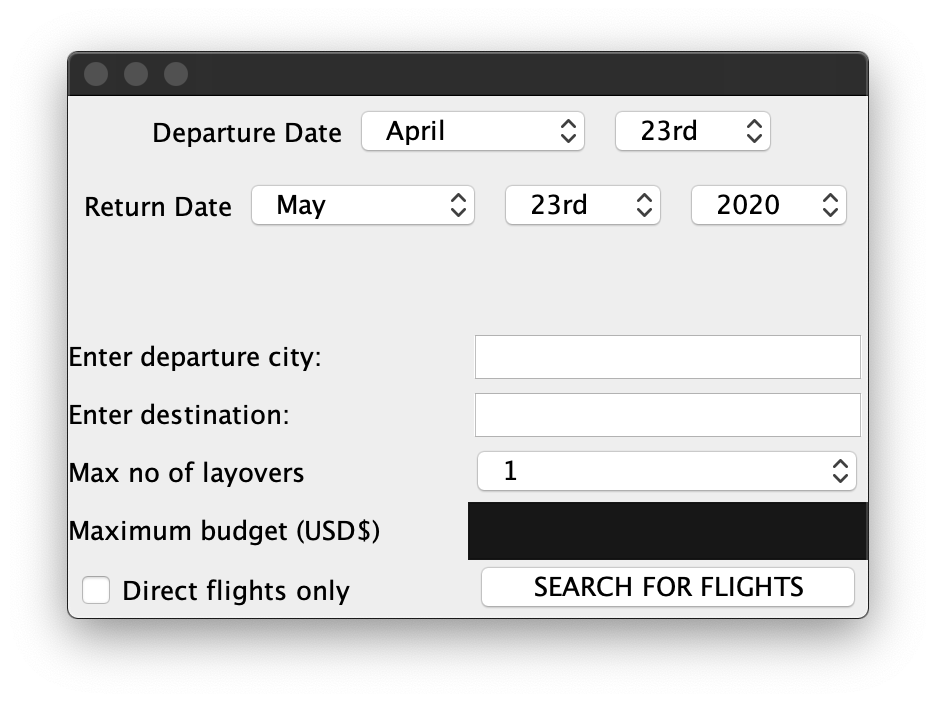 Departure Date April 23rd
Return Date May 23rd 2020
Enter departure city:
Enter destination:
Max no of layovers 1
Maximum budget (USD$)
Direct flights only SEARCH FOR FLIGHTS